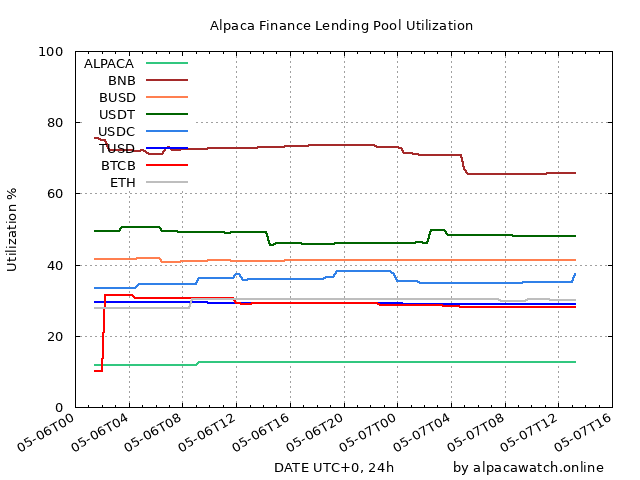 Alpaca Finance Lending Pool Utilization
100
80
60
40
20
0
Utilization %
ALPACA
BNB
BUSD
USDT
USDC
TUSD
BTCB
ETH
05-06T00
05-06T04
05-06T08
05-06T12
05-06T16
05-06T20
05-07T00
05-07T04
05-07T08
05-07T12
05-07T16
DATE UTC+0, 24h
by alpacawatch.online